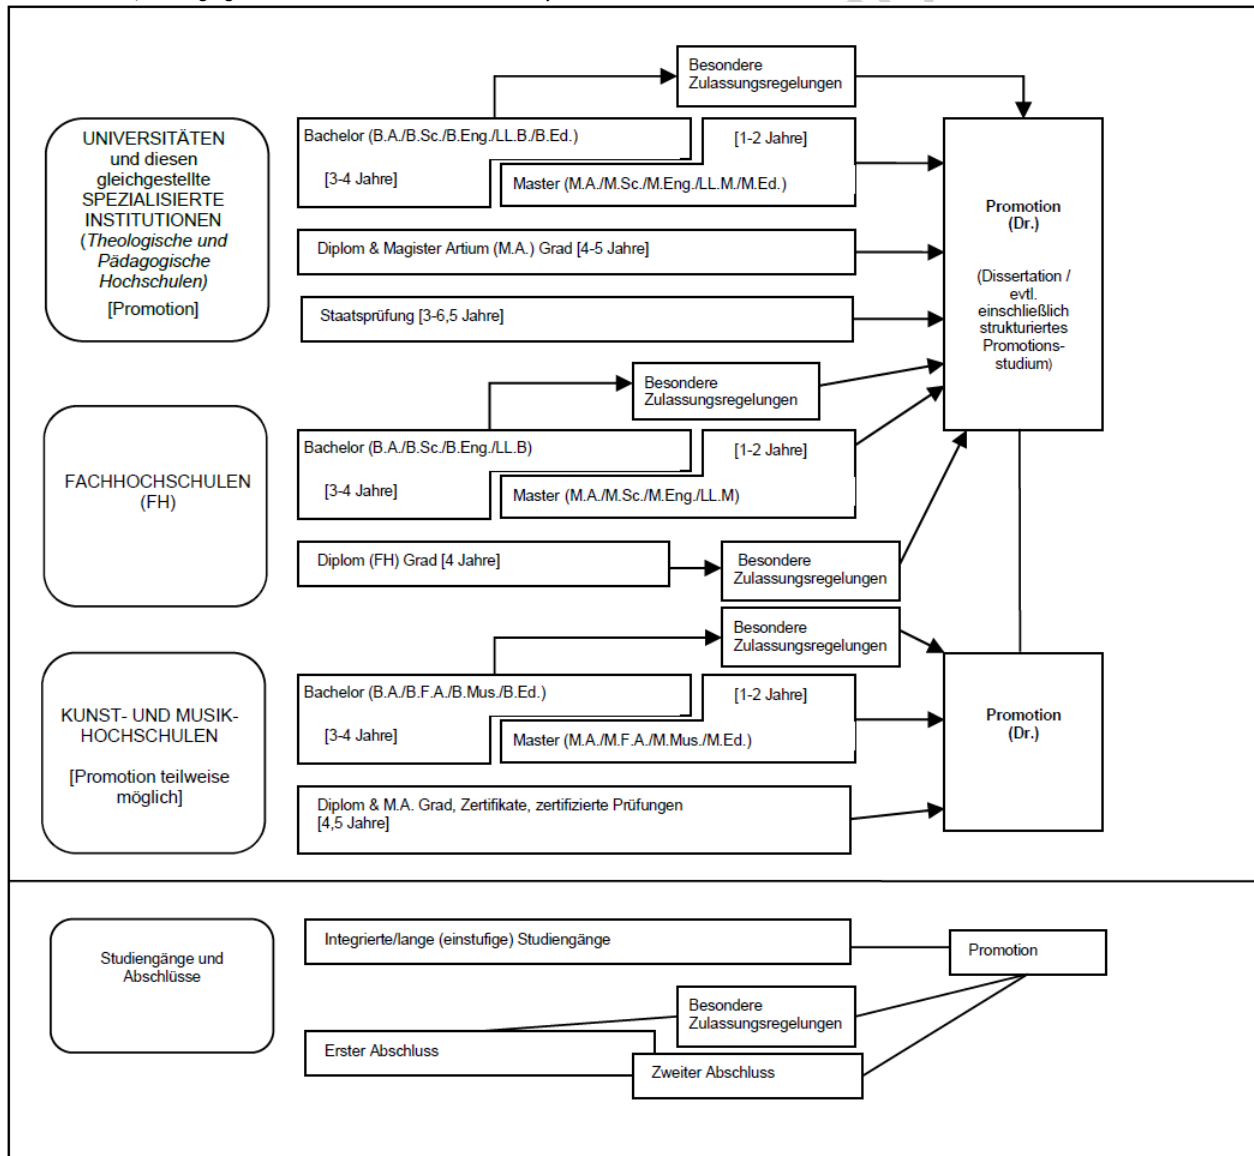 Besondere
Zulassungsregelungen
UNIVERSITÄTEN
und diesen
gleichgestellte
SPEZIALISIERTE
INSTITUTIONEN
(Theologische und
Pädagogische
Hochschulen)
[Promotion]
Bachelor (B.A./B.Sc./B.Eng./LL.B./B.Ed.)
[1-2 Jahre]
[3-4 Jahre]
Master (M.A./M.Sc./M.Eng./LL.M./M.Ed.)
Diplom & Magister Artium (M.A.) Grad [4-5 Jahre]
Staatsprüfung [3-6,5 Jahre]
Promotion
(Dr.)
(Dissertation /
evtl.
einschließlich
strukturiertes
Promotions-
studium)
Besondere
Zulassungsregelungen
FACHHOCHSCHULEN
(FH)
Bachelor (B.A./B.Sc./B.Eng./LL.B)
[1-2 Jahre]
[3-4 Jahre]
Master (M.A./M.Sc./M.Eng./LL.M)
Diplom (FH) Grad [4 Jahre]
Besondere
Zulassungsregelungen
Besondere
Zulassungsregelungen
KUNST- UND MUSIK-
HOCHSCHULEN
[Promotion teilweise
möglich]
Bachelor (B.A./B.F.A./B.Mus./B.Ed.)
[1-2 Jahre]
[3-4 Jahre]
Master (M.A./M.F.A./M.Mus./M.Ed.)
Diplom & M.A. Grad, Zertifikate, zertifizierte Prüfungen
[4,5 Jahre]
Promotion
(Dr.)
Studiengänge und
Abschlüsse
Integrierte/lange (einstufige) Studiengänge
Promotion
Besondere
Zulassungsregelungen
Erster Abschluss
Zweiter Abschluss